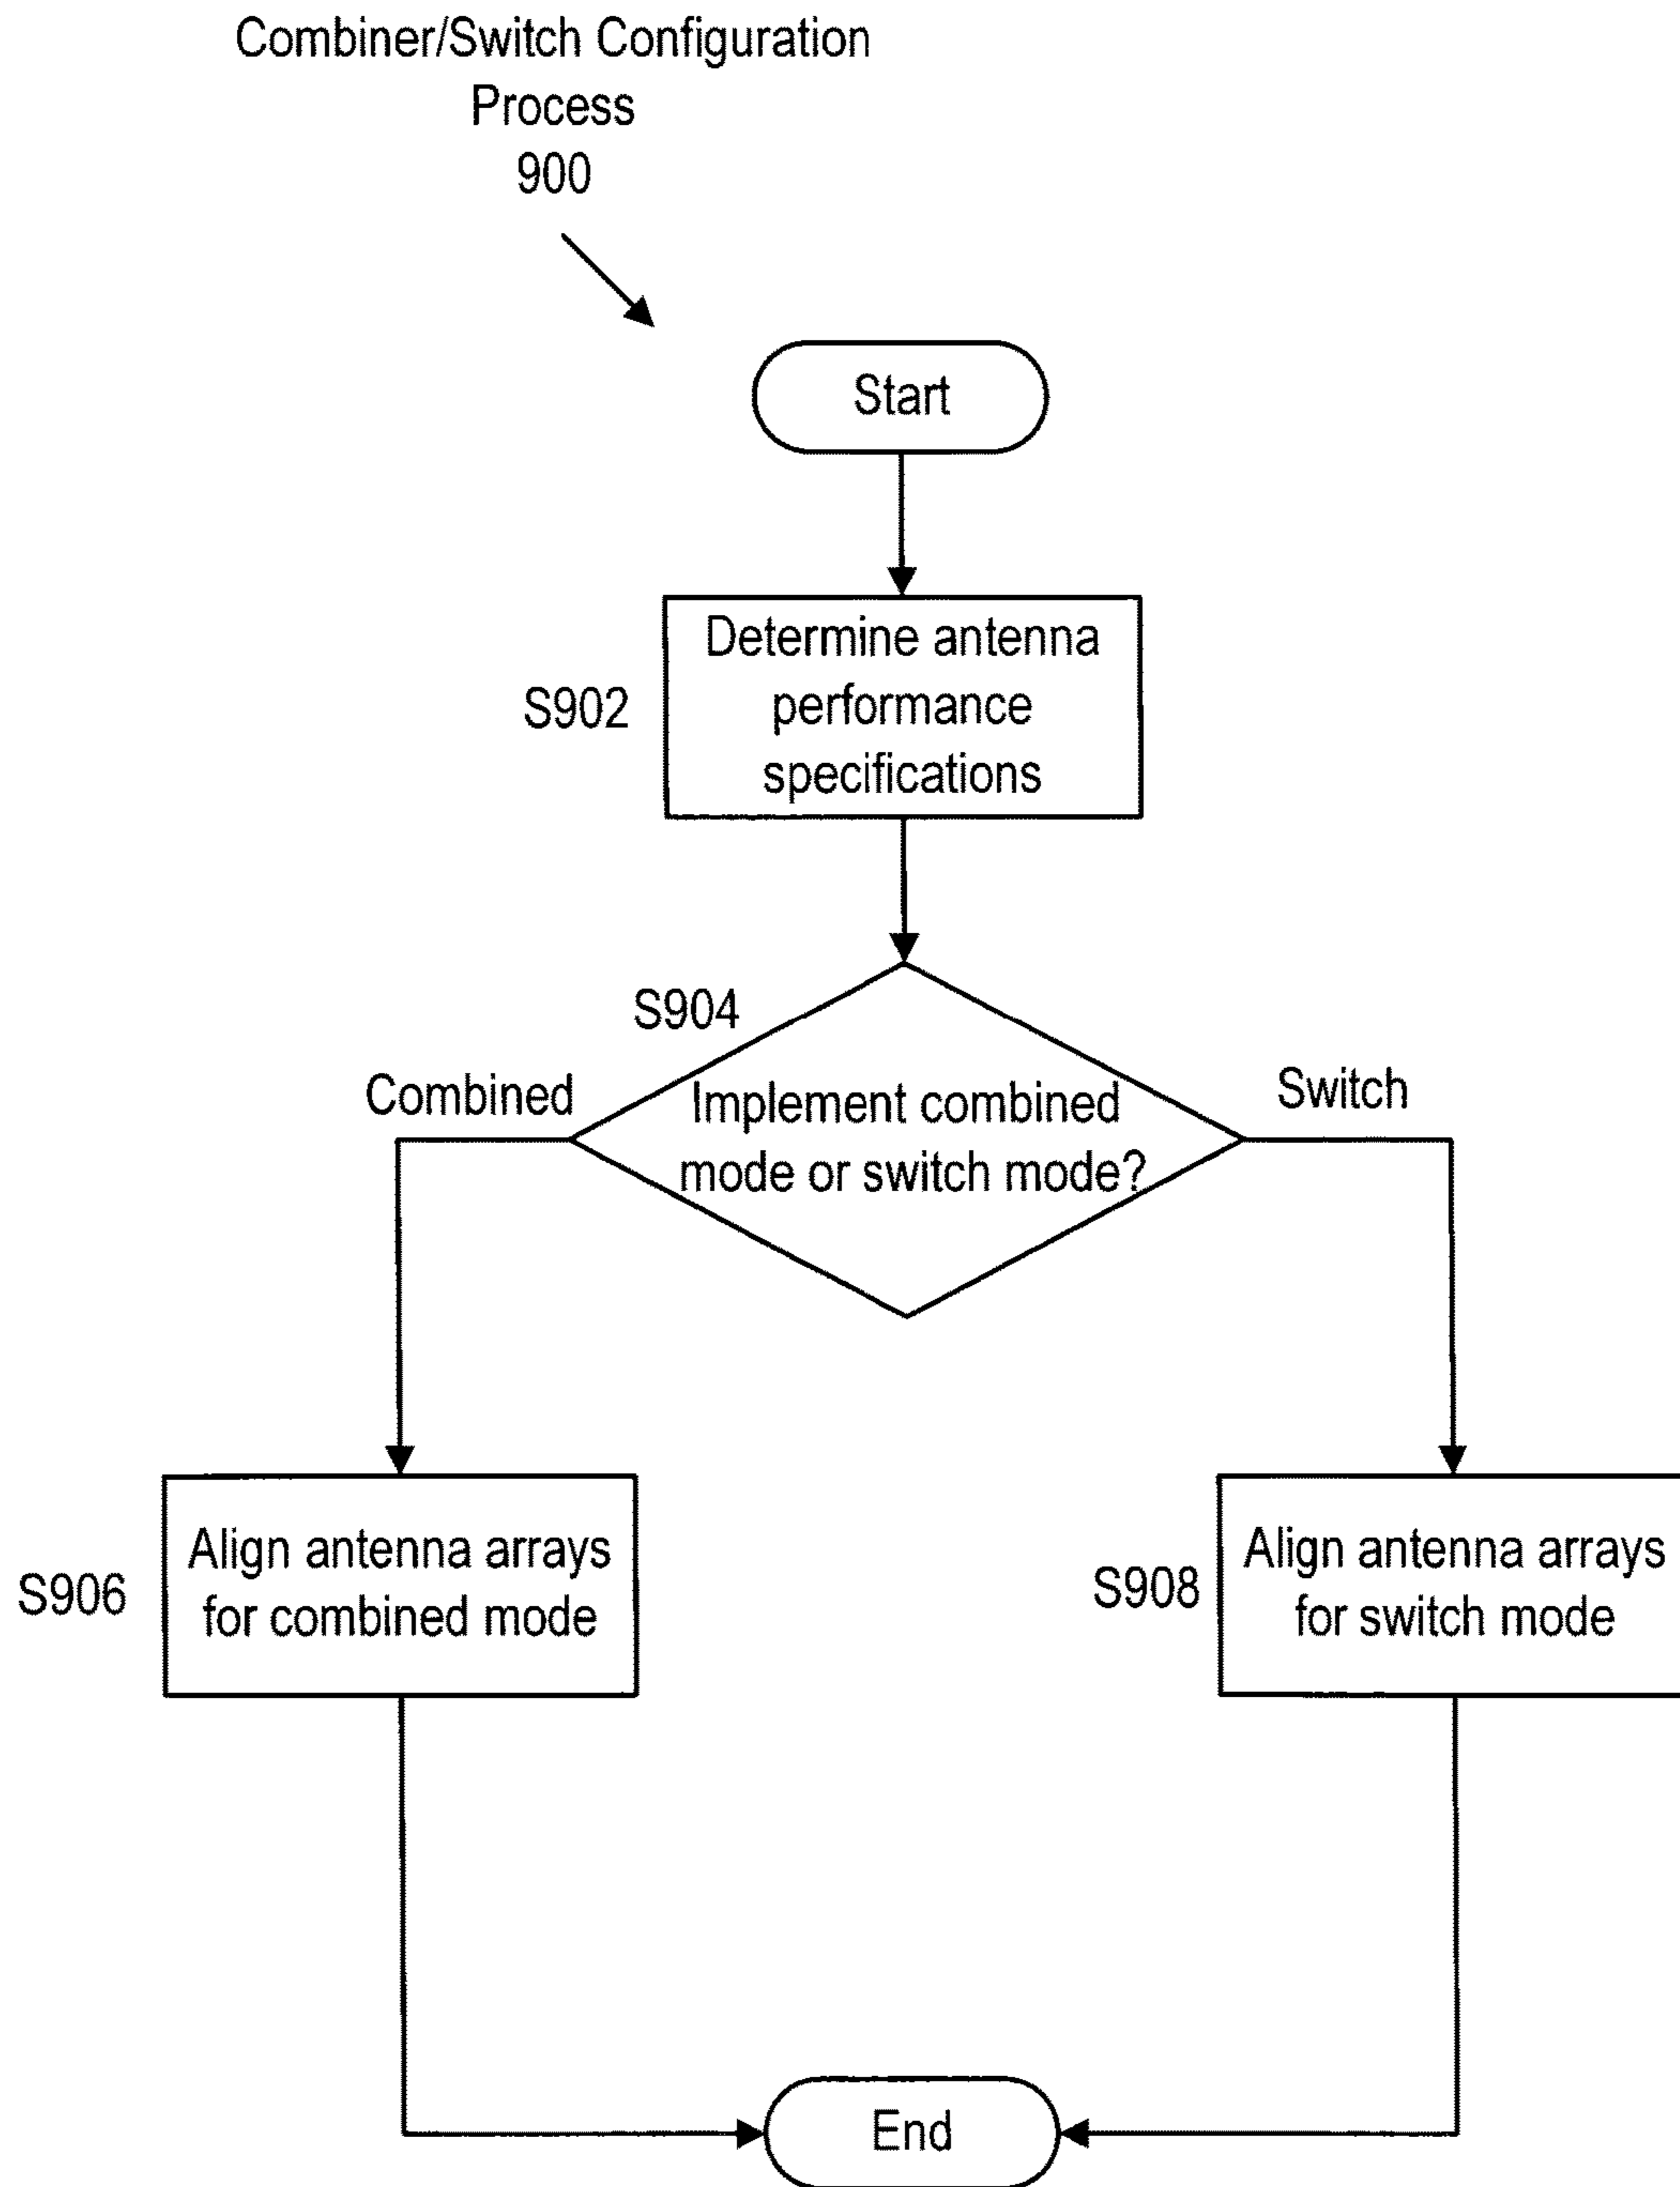 Combiner/Switch Configuration
Process
900
Start
Determine antenna
performance
specifications
S902
S904
Combined
Implement combined
mode or switch mode?
Switch
S906
Align antenna arrays
for combined mode
S908
Align antenna arrays
for switch mode
End